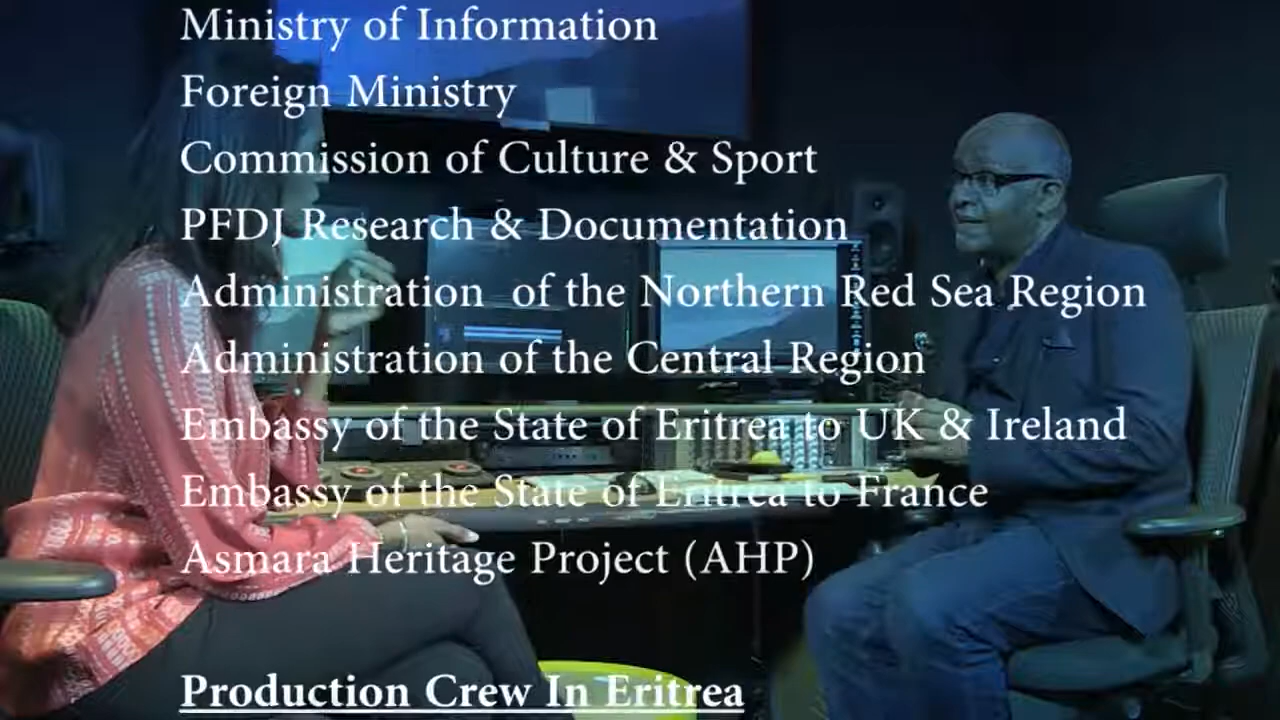 Ministry of Information
Foreign Ministry
Commission of Culture & Sport
PFDJ Research & Documentation
Administration of the Northern Red Sea Region
Administration of the Central Region
Embassy of the State of Eritrea to UK & Ireland
Embassy of the State of Eritrea to France
Asmara Heritage Project (AHP)
Production Crew In Eritrea